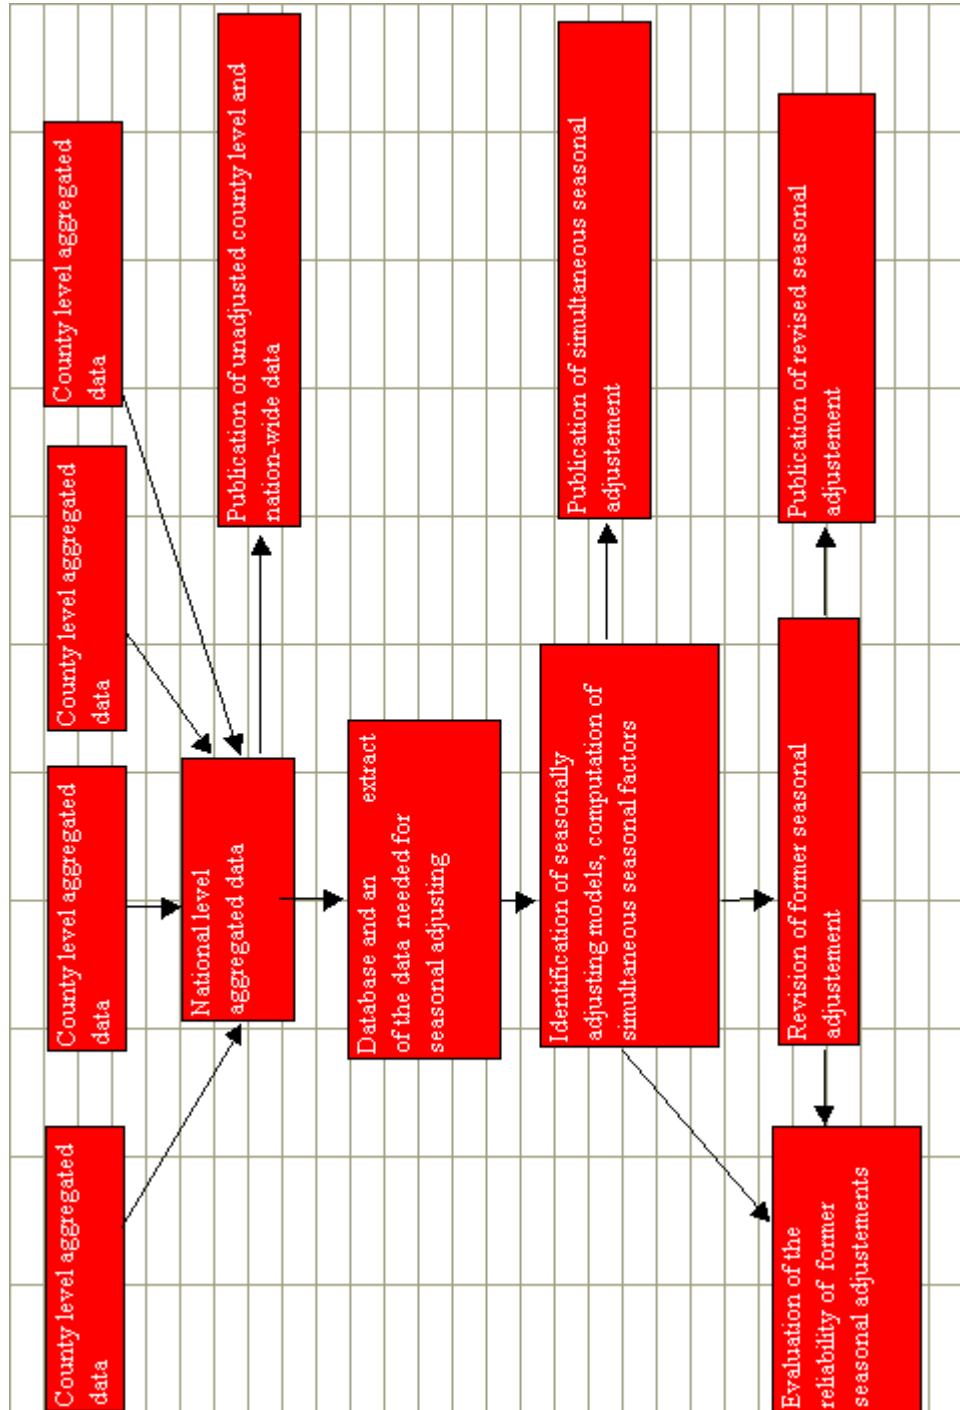 County level aggregated
data
County level aggregated
data
County level aggregated
data
County level aggregated
data
National level
aggregated data
Publication of unadjusted county level and
nation-wide data
Database and an extract
of the data needed for
seasonal adjusting
Identification of seasonally
adjusting models, computation of
simultaneous seasonal factors
Publication of simultaneous seasonal
adjustement
Evaluation of the
reliability of former
seasonal adjustements
Revision of former seasonal
adjustement
Publication of revised seasonal
adjustement